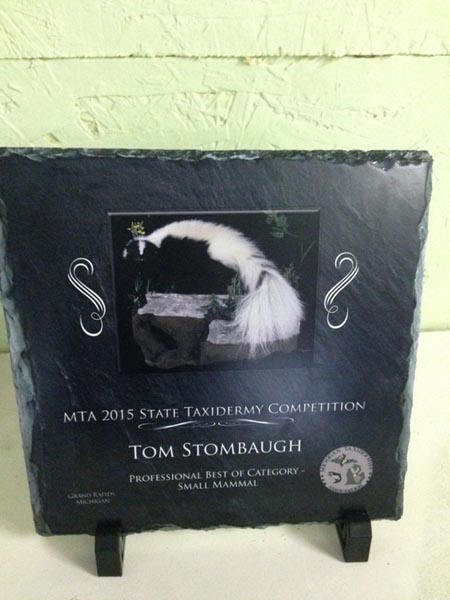 MTA 2015 State Taxidermy Competition
Tom Stombaugh
Professional Best of Category -
Small Mammal
Grand Rapids,
Michigan